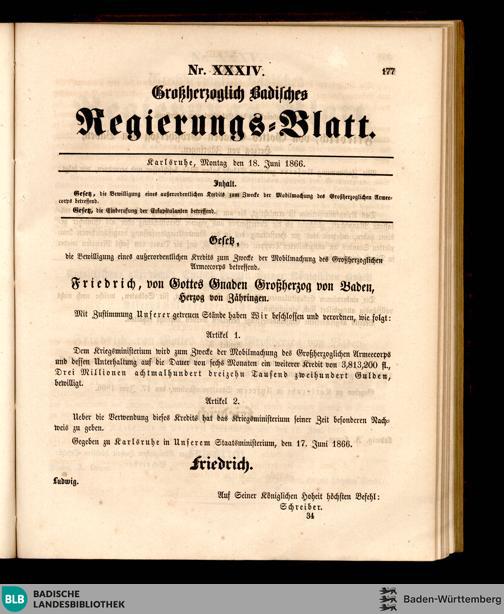 Nr. XXXIV. 177
Großherzoglich Badisches
Regierungs-Blatt.
Karlsruhe, Montag den 18. Juni 1866.
Inhalt.
Gesetz, die Bewilligung eines außerordentlichen Kredits zum Zwecke der Mobilmachung des Großherzoglichen Armee-
corps betreffend.
Gesetz, die Einberufung der Exkapitulanten betreffend.
Gesetz,
die Bewilligung eines außerordentlichen Kredits zum Zwecke der Mobilmachung des Großherzoglichen
Armeecorps betreffend.
Friedrich, von Gottes Gnaden Großherzog von Baden,
Herzog von Zähringen.
Mit Zustimmung Unserer getreuen Stände haben Wir beschlossen und verordnen, wie folgt:
Artikel 1.
Dem Kriegsministerium wird zum Zwecke der Mobilmachung des Großherzoglichen Armeecorps
und dessen Unterhaltung auf die Dauer von sechs Monaten ein weiterer Kredit von 3,813,200 fl.,
Drei Millionen achtmalhundert dreizehn Tausend zweihundert Gulden,
bewilligt.
Artikel 2.
Ueber die Verwendung dieses Kredits hat das Kriegsministerium seiner Zeit besonderen Nach-
weis zu geben.
Gegeben zu Karlsruhe in Unserem Staatsministerium, den 17. Juni 1866.
Friedrich.
Ludwig.
Auf Seiner Königlichen Hoheit höchsten Befehl:
Schreiber.
34
BLB BADISCHE
LANDESBIBLIOTHEK
Baden-Württemberg